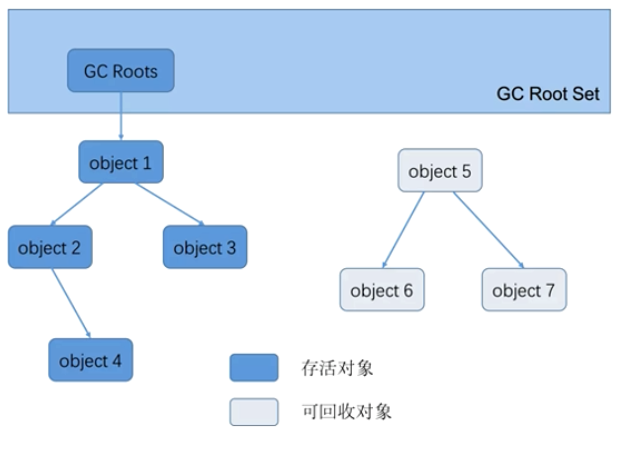 GC Roots
GC Root Set
object 1
object 5
object 2
object 3
object 6
object 7
object 4
存活对象
可回收对象